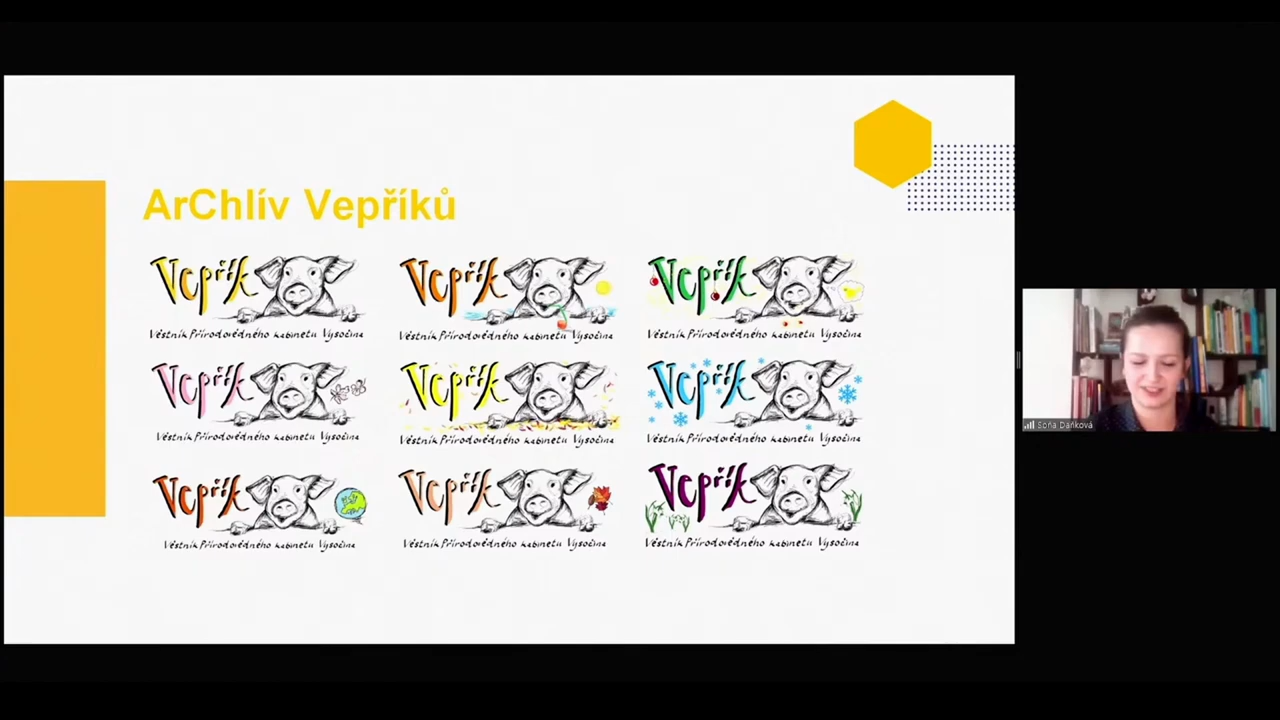 ArChlív Vepříků
Vepřík
Věstník Přírodovědného kabinetu Vysočina
Vepřík
Věstník Přírodovědného kabinetu Vysočina
Vepřík
Věstník Přírodovědného kabinetu Vysočina
Vepřík
Věstník Přírodovědného kabinetu Vysočina
Vepřík
Věstník Přírodovědného kabinetu Vysočina
Vepřík
Věstník Přírodovědného kabinetu Vysočina
Vepřík
Věstník Přírodovědného kabinetu Vysočina
Vepřík
Věstník Přírodovědného kabinetu Vysočina
Vepřík
Věstník Přírodovědného kabinetu Vysočina
Soňa Daňková